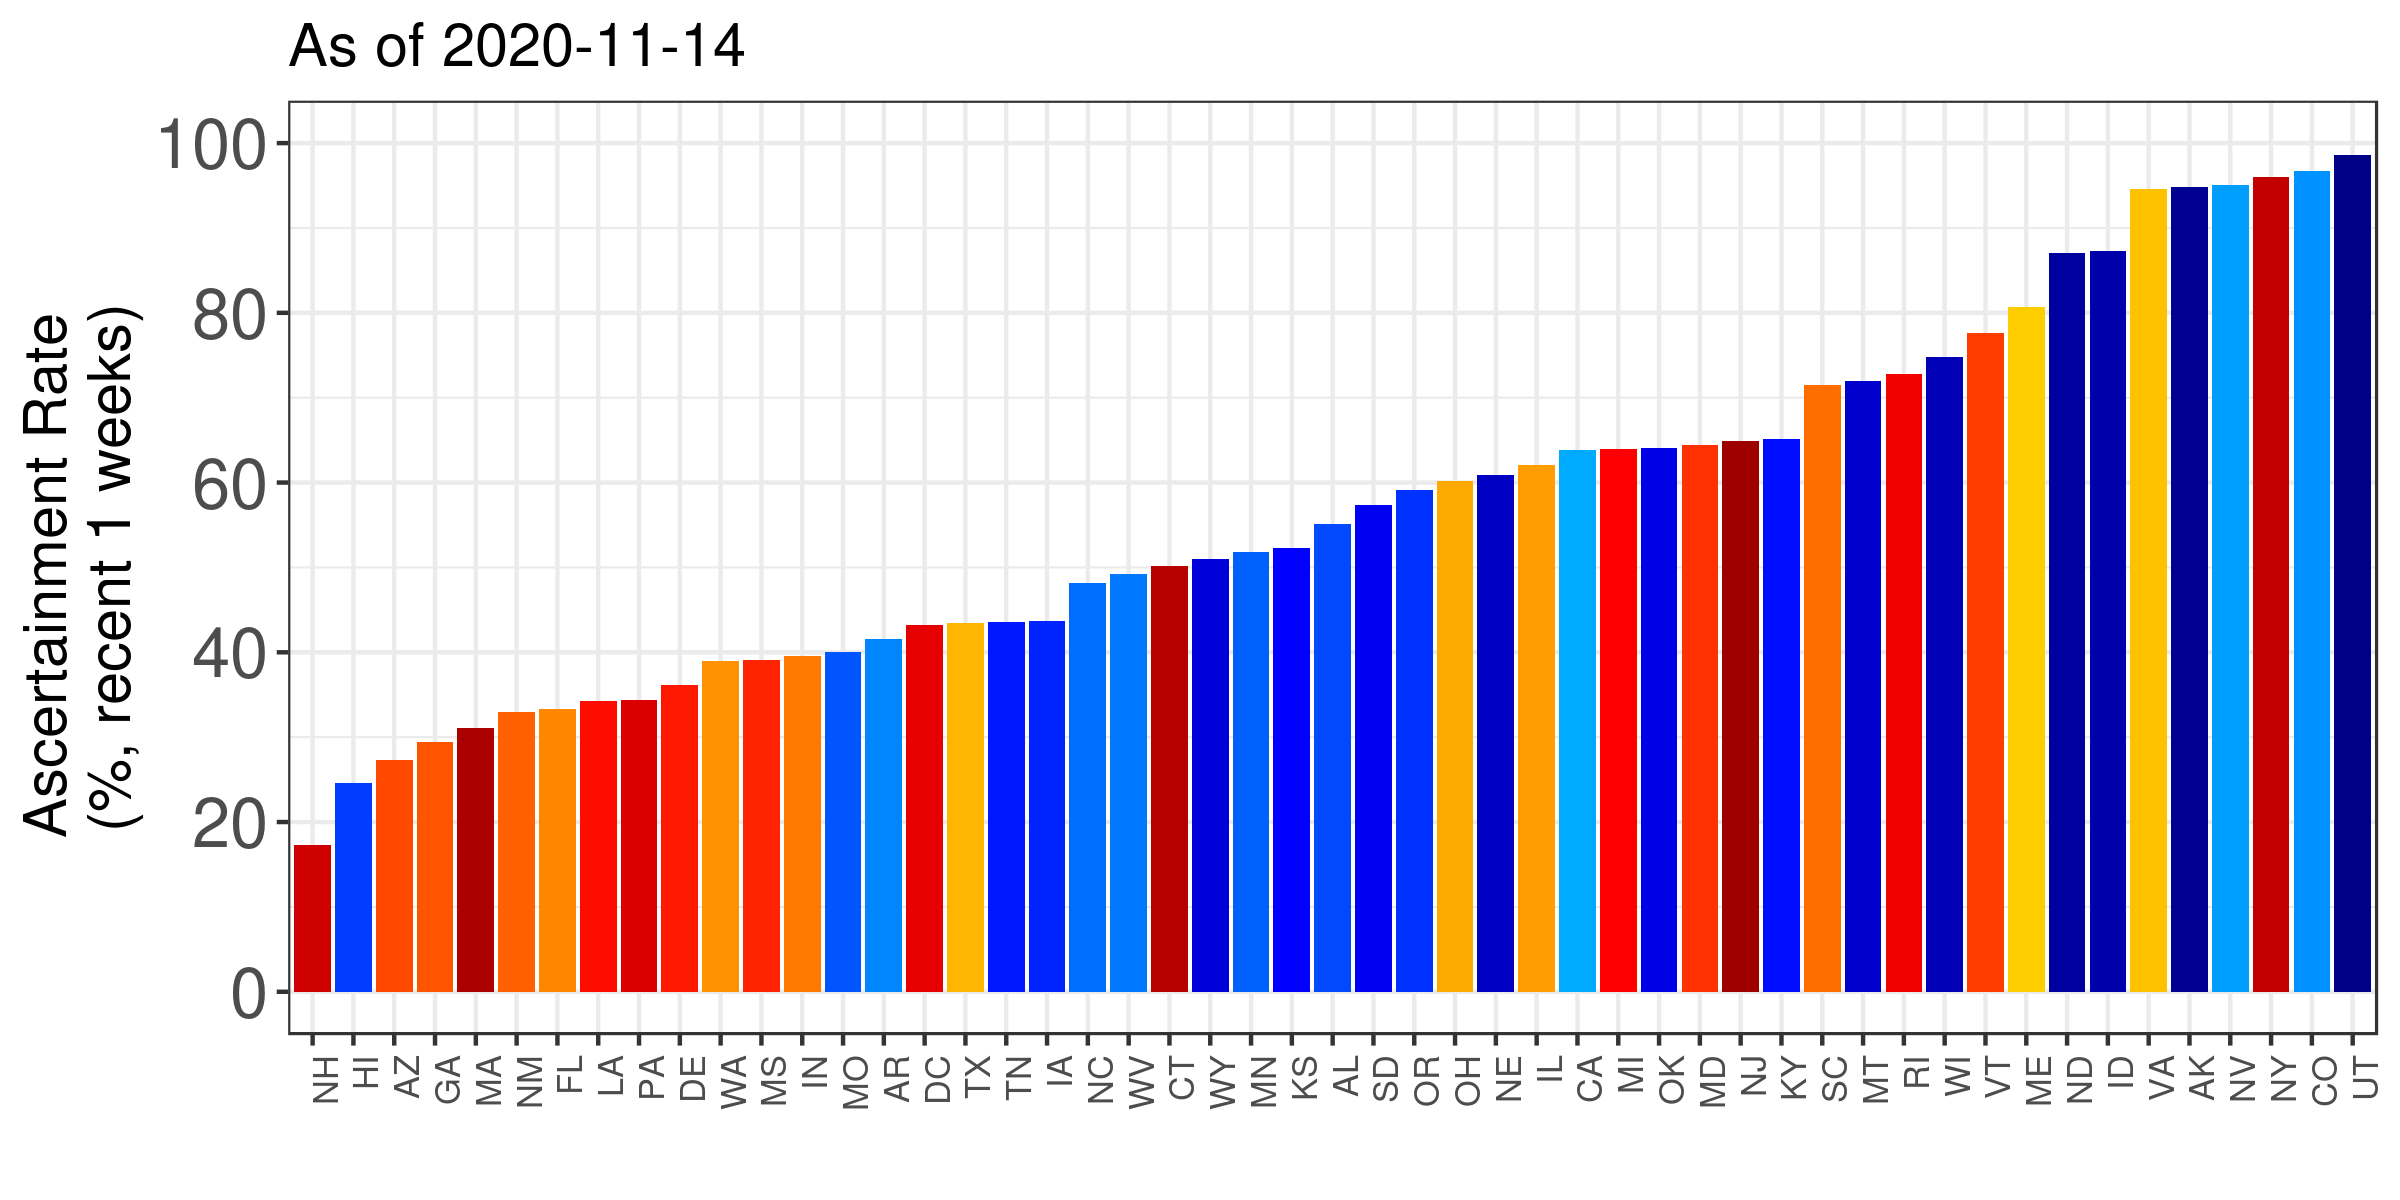 As of 2020-11-14
Ascertainment Rate
(%, recent 1 weeks)
100
80
60
40
20
0
NH HI AZ GA MA NM FL LA PA DE WA MS IN MO AR DC TX TN IA NC WV CT WY MN KS AL SD OR OH NE IL CA MI OK MD NJ KY SC MT RI WI VT ME ND ID VA AK NV NY CO UT